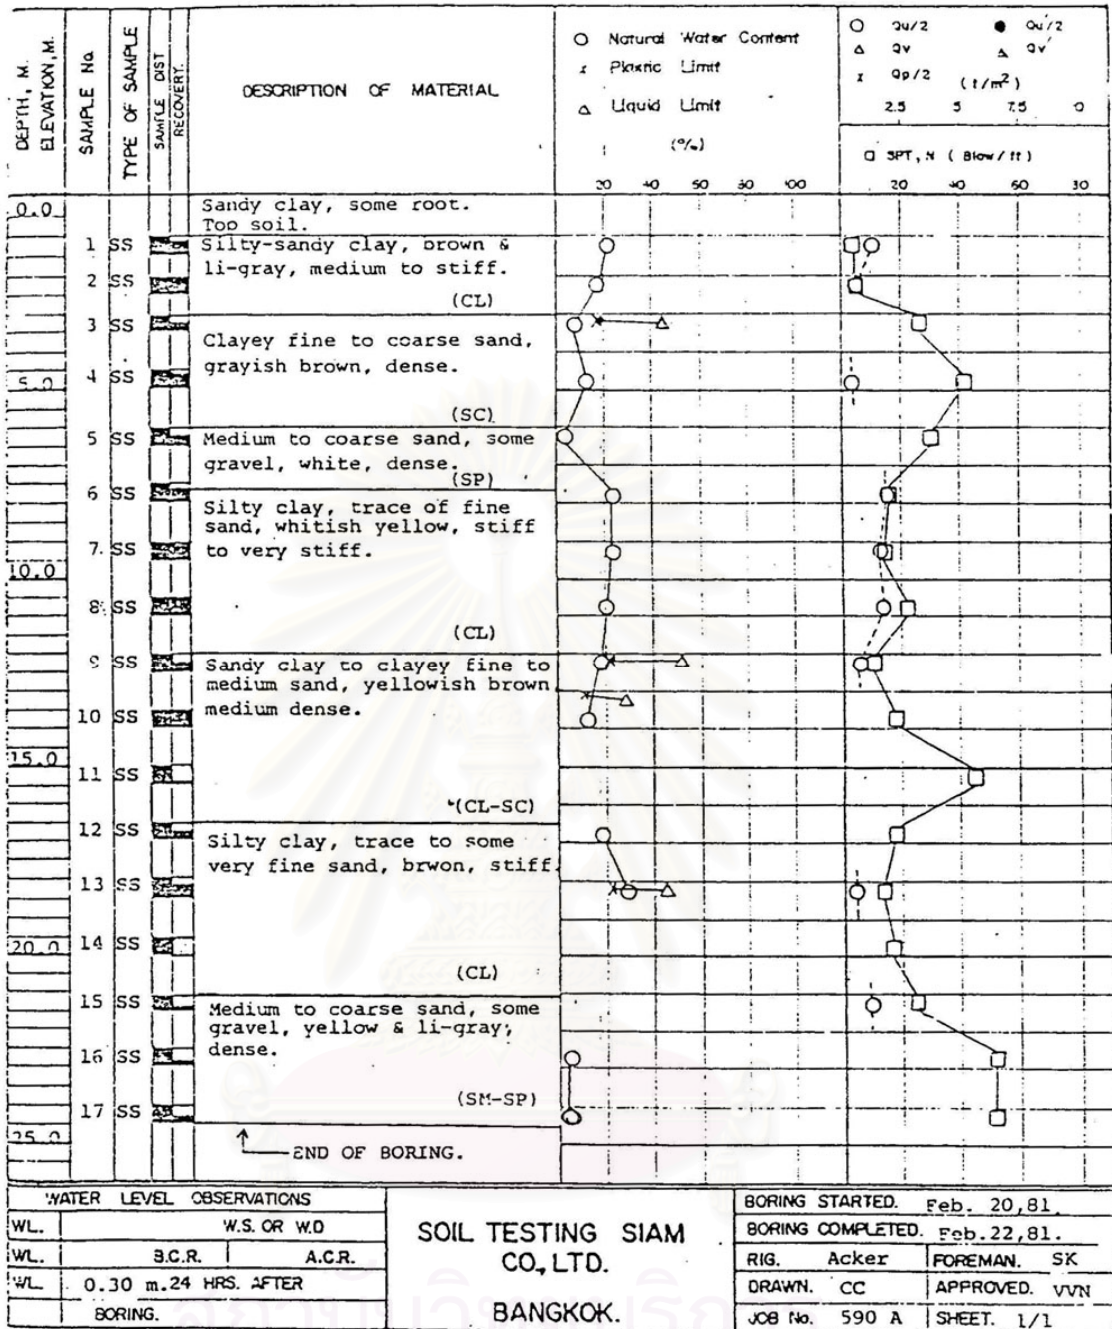 DEPTH, M.
ELEVATION, M.
SAMPLE No
TYPE OF SAMPLE
SAMPLE DIST
RECOVERY.
DESCRIPTION OF MATERIAL
○ Natural Water Content
x Plastic Limit
△ Liquid Limit
(%)
20 40 60 80 100
○ Qu/2 ● Qu'/2
△ Qv △ Qv'
x Qp/2 (t/m²)
2.5 5 7.5
□ SPT, N (Blow/ft)
20 40 60 30
0.0
Sandy clay, some root.
Top soil.
1 SS
Silty-sandy clay, brown &
li-gray, medium to stiff.
2 SS
(CL)
3 SS
Clayey fine to coarse sand,
grayish brown, dense.
4 SS
5.0
(SC)
5 SS
Medium to coarse sand, some
gravel, white, dense.
(SP)
6 SS
Silty clay, trace of fine
sand, whitish yellow, stiff
7. SS
to very stiff.
10.0
8 SS
(CL)
9 SS
Sandy clay to clayey fine to
medium sand, yellowish brown
10 SS
medium dense.
15.0
11 SS
(CL-SC)
12 SS
Silty clay, trace to some
very fine sand, brwon, stiff.
13 SS
20.0 14 SS
(CL)
15 SS
Medium to coarse sand, some
gravel, yellow & li-gray,
dense.
16 SS
(SM-SP)
17 SS
25.0
END OF BORING.
WATER LEVEL OBSERVATIONS
WL. W.S. OR W.D
WL. B.C.R. A.C.R.
WL 0.30 m.24 HRS. AFTER
BORING.
SOIL TESTING SIAM
CO., LTD.
BANGKOK.
BORING STARTED. Feb. 20,81.
BORING COMPLETED. Feb.22,81.
RIG. Acker FOREMAN. SK
DRAWN. CC APPROVED. VVN
JOB No. 590 A SHEET. 1/1